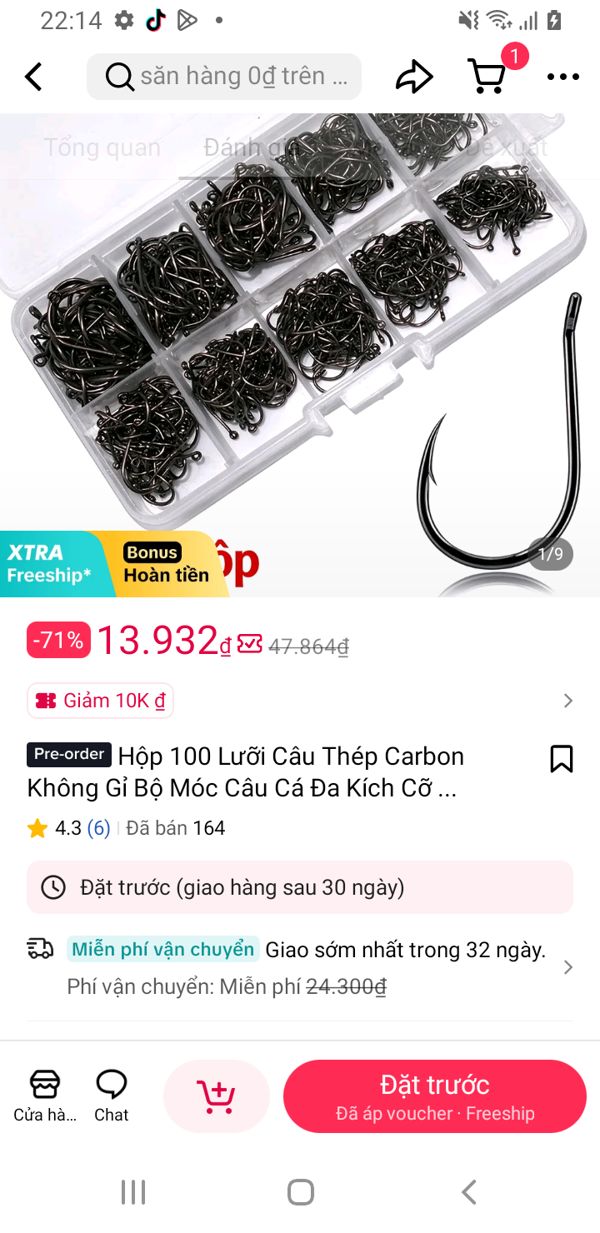 22:14
săn hàng 0₫ trên ...
1
Tổng quan
Đánh giá
Đề xuất
XTRA
Freeship*
Bonus
Hoàn tiền
1/9
-71% 13.932₫ 47.864₫
Giảm 10K ₫
Pre-order Hộp 100 Lưỡi Câu Thép Carbon
Không Gỉ Bộ Móc Câu Cá Đa Kích Cỡ ...
4.3 (6) Đã bán 164
Đặt trước (giao hàng sau 30 ngày)
Miễn phí vận chuyển Giao sớm nhất trong 32 ngày.
Phí vận chuyển: Miễn phí 24.300₫
Cửa hà...
Chat
Đặt trước
Đã áp voucher · Freeship